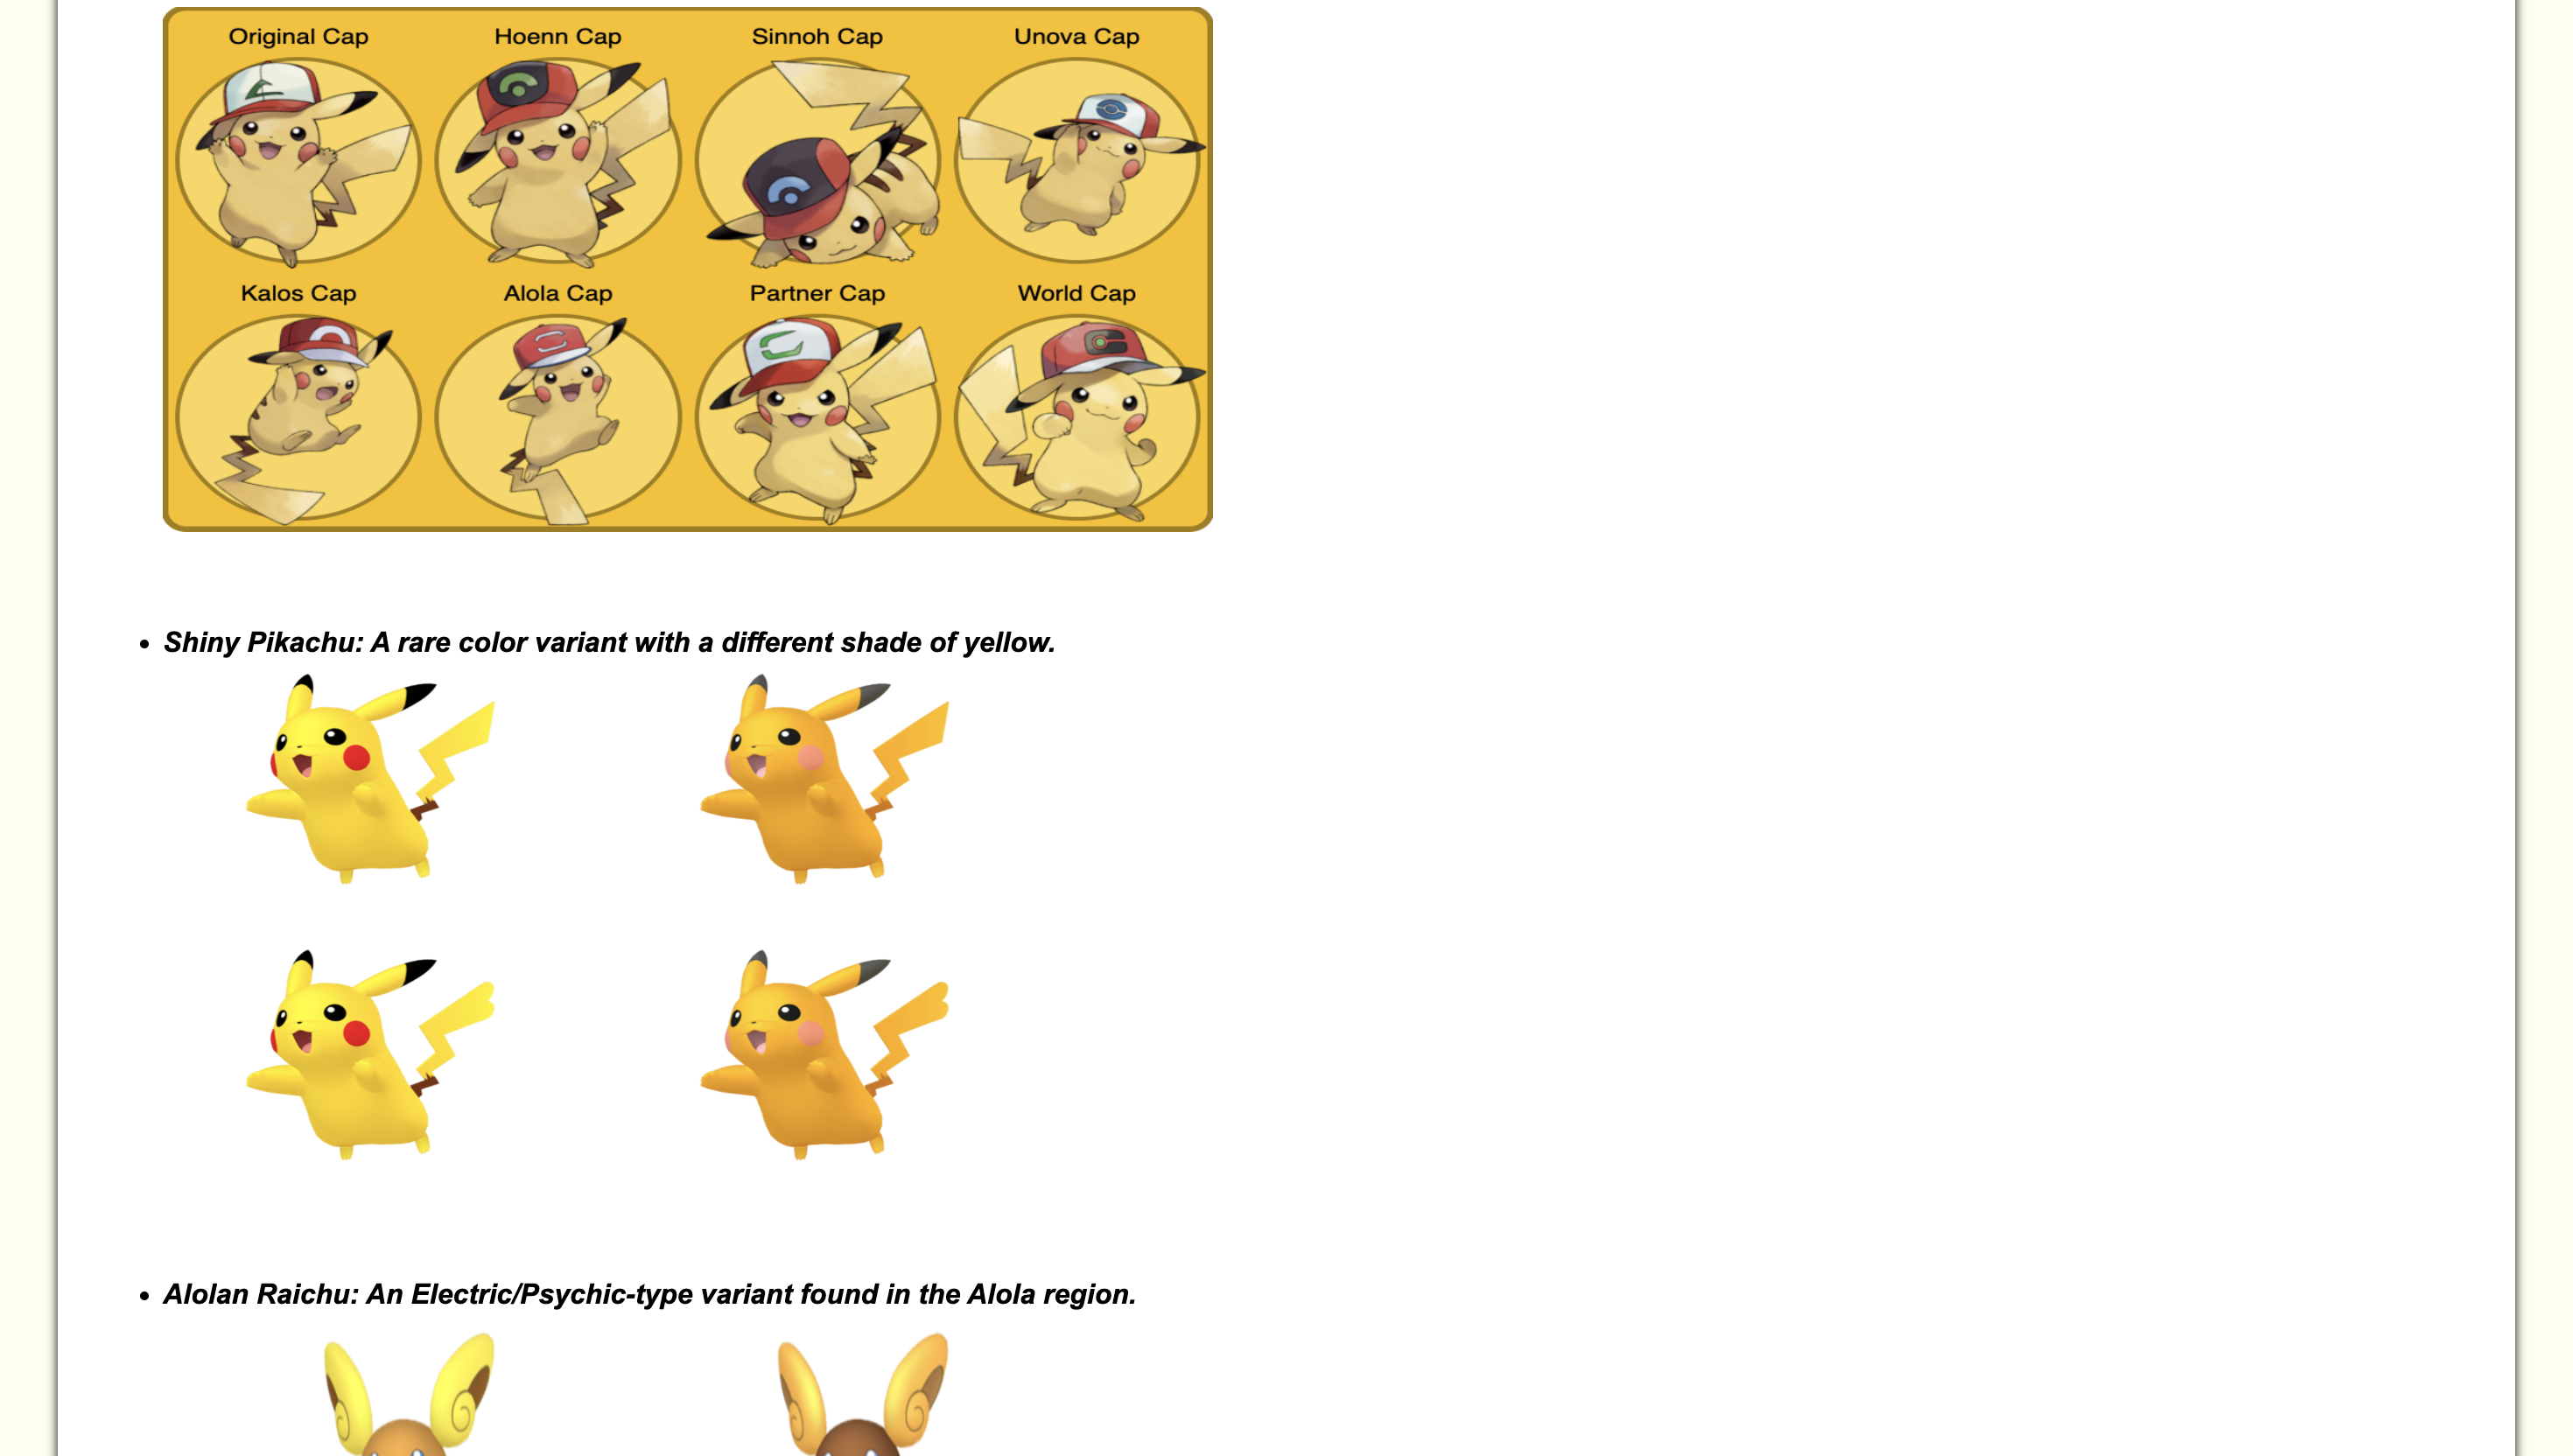 Original Cap Hoenn Cap Sinnoh Cap Unova Cap
Kalos Cap Alola Cap Partner Cap World Cap
• Shiny Pikachu: A rare color variant with a different shade of yellow.
• Alolan Raichu: An Electric/Psychic-type variant found in the Alola region.